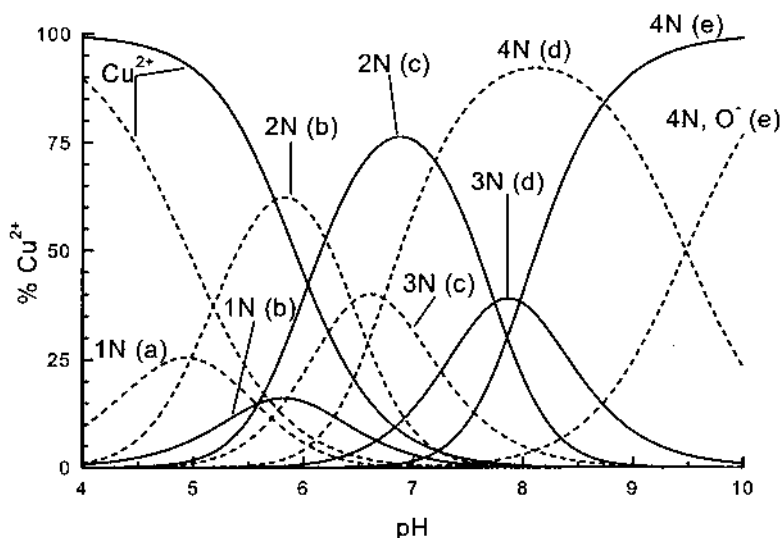 100
75
50
25
0
% Cu²⁺
Cu²⁺
1N (a)
1N (b)
2N (b)
2N (c)
3N (c)
4N (d)
3N (d)
4N (e)
4N, O⁻ (e)
4 5 6 7 8 9 10
pH